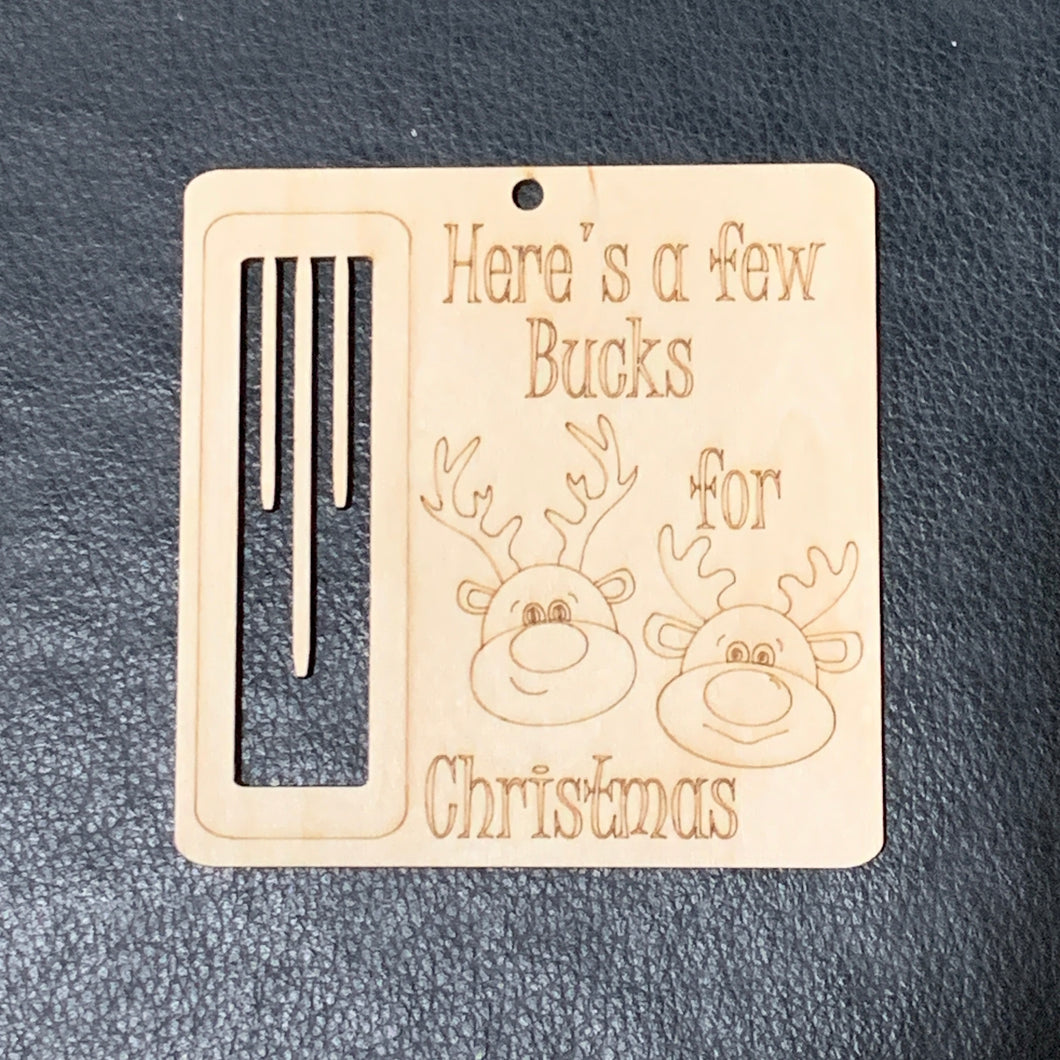 Here's a few
Bucks
for
Christmas